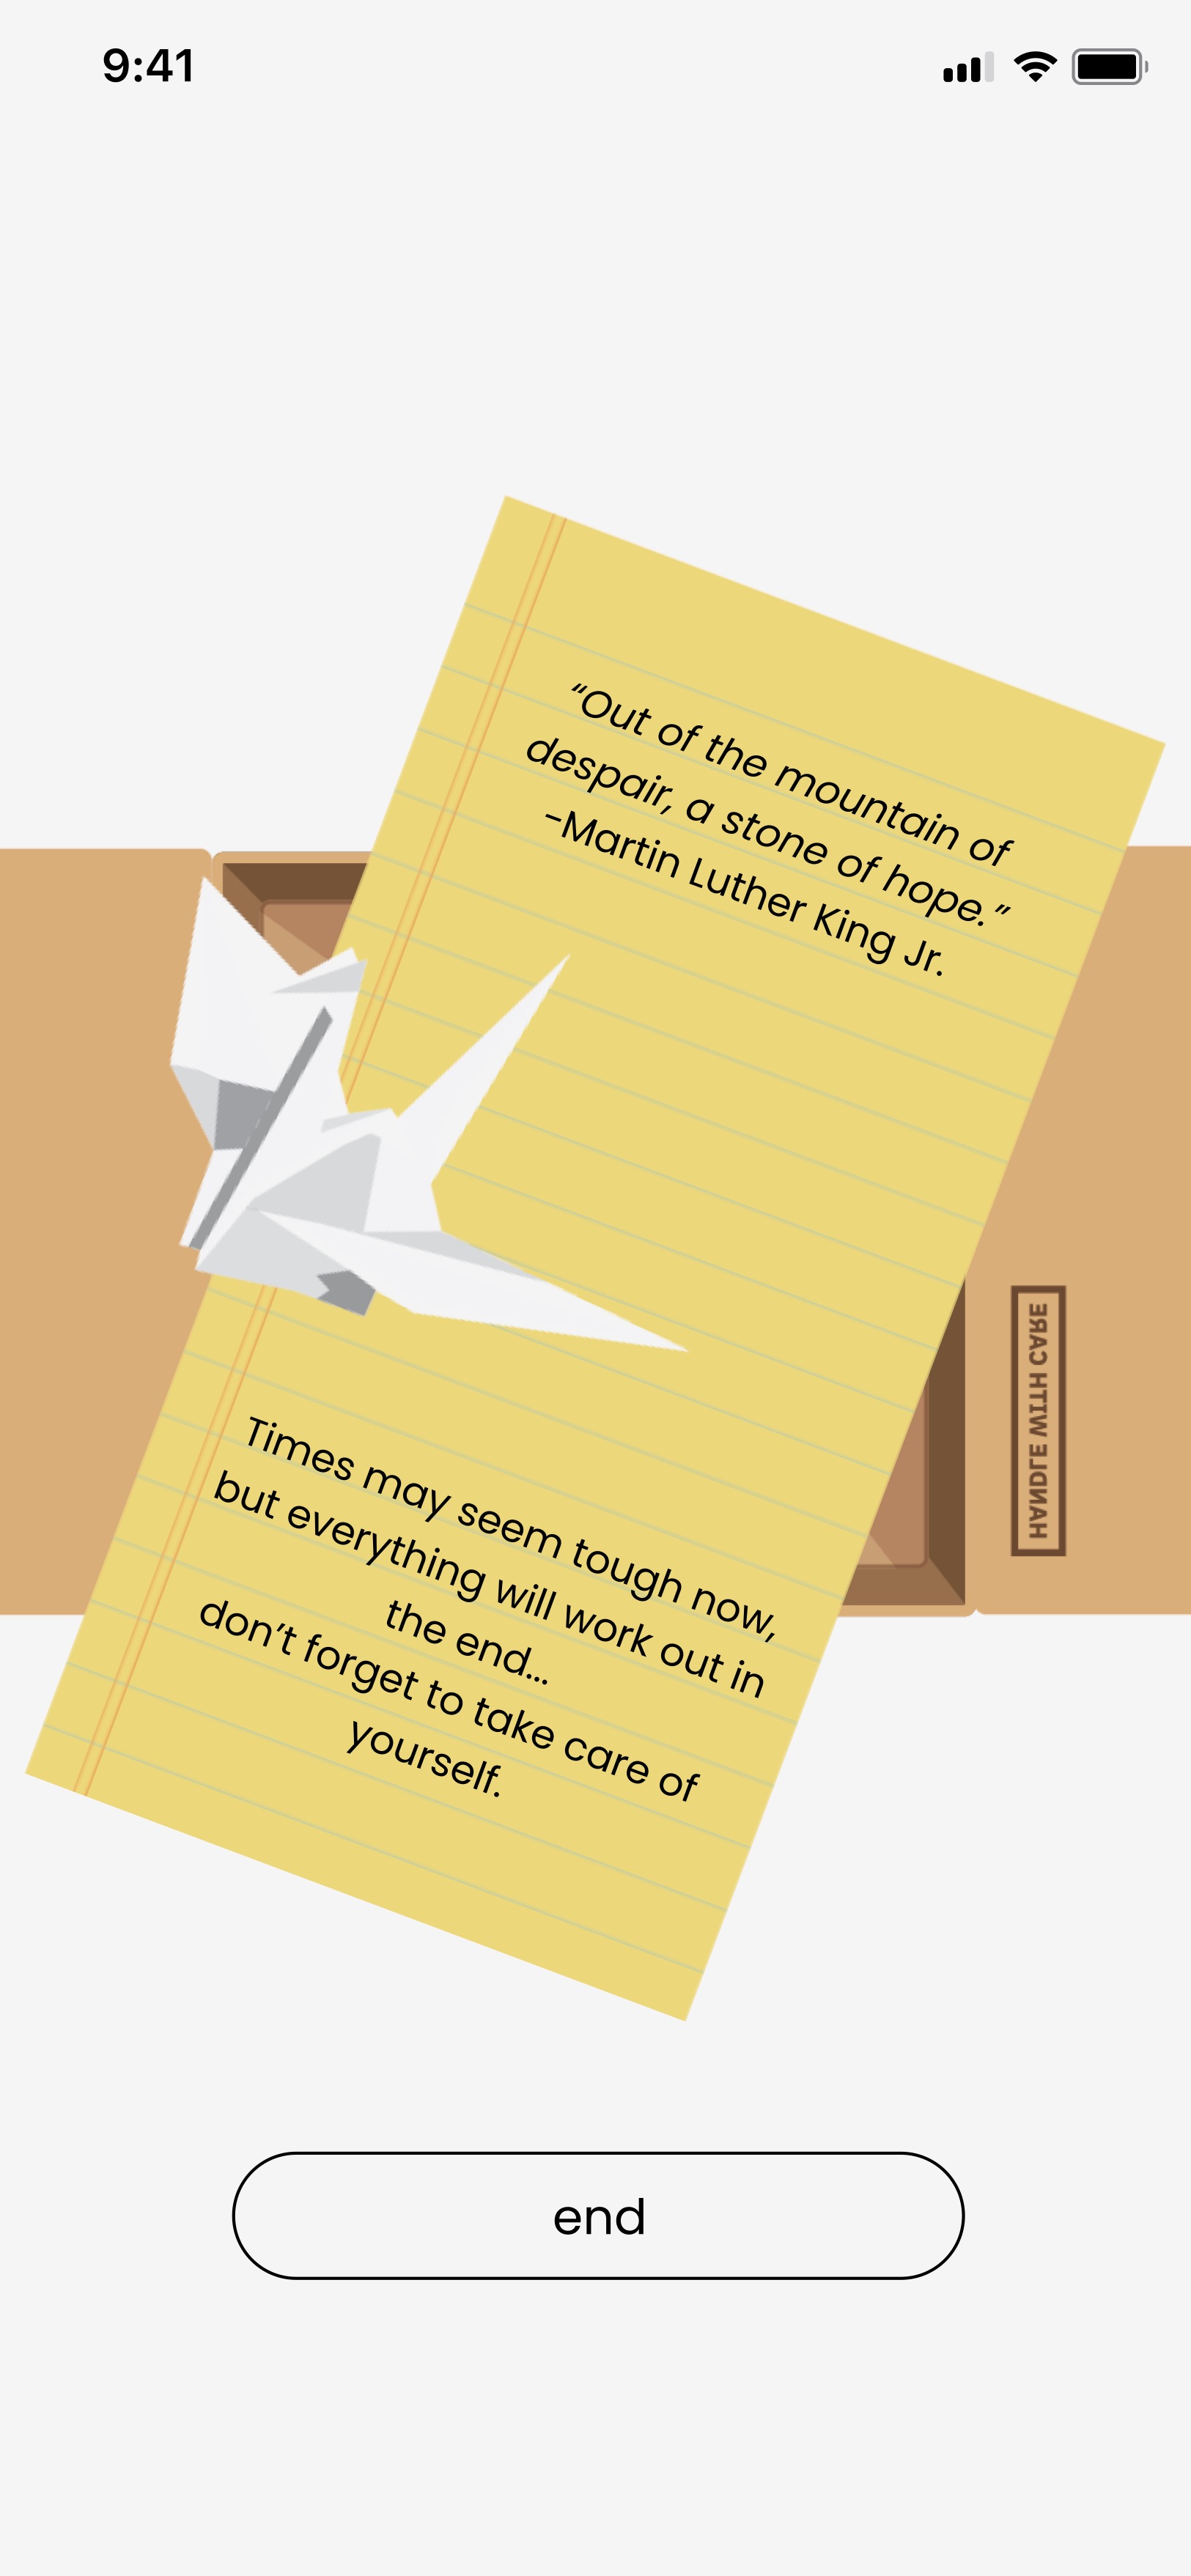 9:41
“Out of the mountain of
despair, a stone of hope.”
-Martin Luther King Jr.
HANDLE WITH CARE
Times may seem tough now,
but everything will work out in
the end...
don’t forget to take care of
yourself.
end